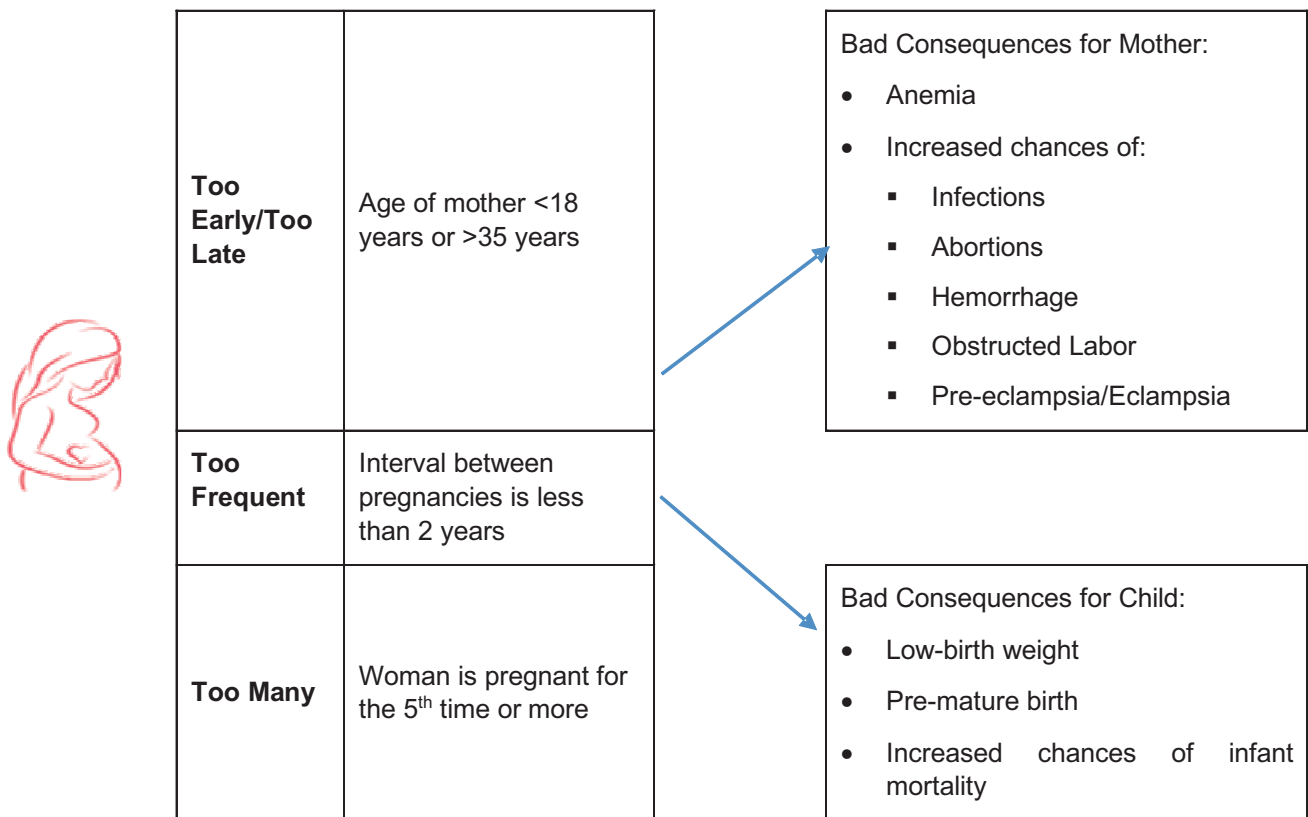 Too
Early/Too
Late
Age of mother <18
years or >35 years
Too
Frequent
Interval between
pregnancies is less
than 2 years
Too Many
Woman is pregnant for
the 5th time or more
Bad Consequences for Mother:
• Anemia
• Increased chances of:
▪ Infections
▪ Abortions
▪ Hemorrhage
▪ Obstructed Labor
▪ Pre-eclampsia/Eclampsia
Bad Consequences for Child:
• Low-birth weight
• Pre-mature birth
• Increased chances of infant
mortality